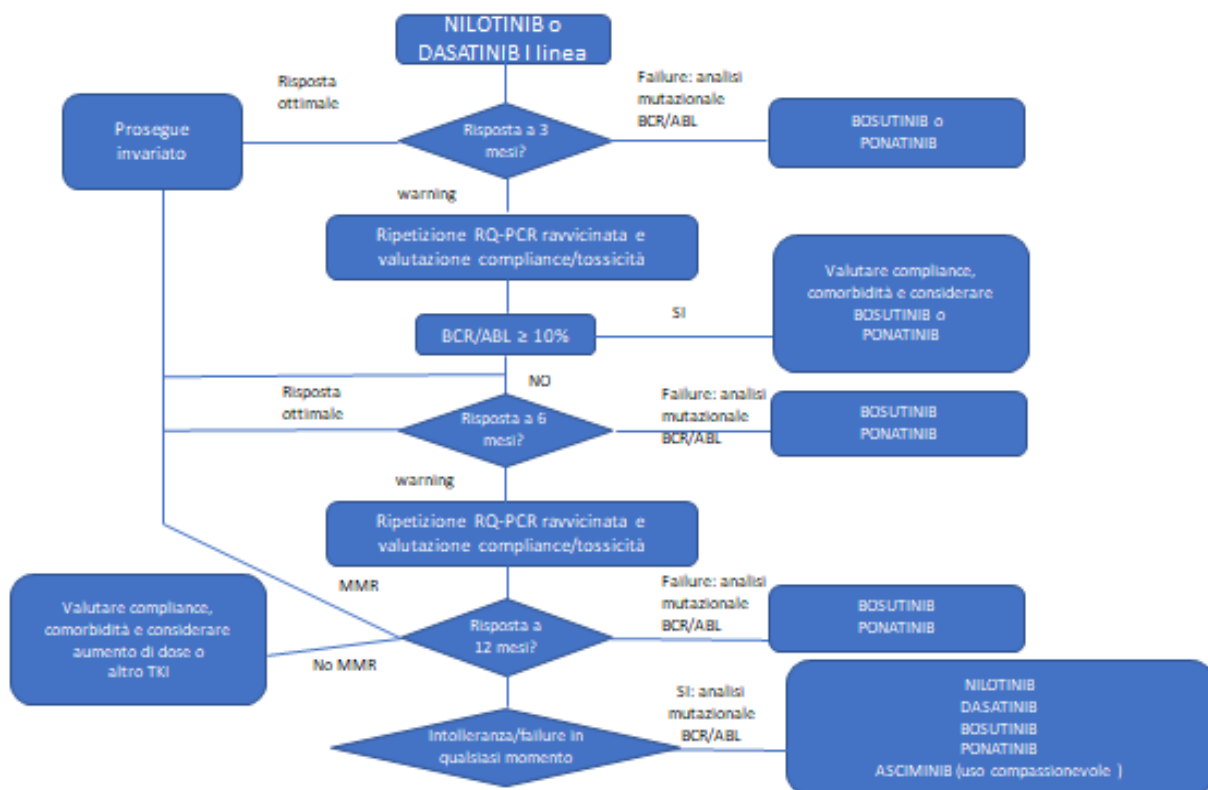 NILOTINIB o
DASATINIB I linea
Risposta
ottimale
Failure: analisi
mutazionale
BCR/ABL
Prosegue
invariato
Risposta a 3
mesi?
BOSUTINIB o
PONATINIB
warning
Ripetizione RQ-PCR ravvicinata e
valutazione compliance/tossicità
Valutare compliance,
comorbidità e considerare
BOSUTINIB o
PONATINIB
BCR/ABL ≥ 10%
SI
NO
Risposta
ottimale
Failure: analisi
mutazionale
BCR/ABL
Risposta a 6
mesi?
BOSUTINIB
PONATINIB
warning
Ripetizione RQ-PCR ravvicinata e
valutazione compliance/tossicità
MMR
Failure: analisi
mutazionale
BCR/ABL
Valutare compliance,
comorbidità e considerare
aumento di dose o
altro TKI
Risposta a
12 mesi?
BOSUTINIB
PONATINIB
No MMR
SI: analisi
mutazionale
BCR/ABL
Intolleranza/failure in
qualsiasi momento
NILOTINIB
DASATINIB
BOSUTINIB
PONATINIB
ASCIMINIB (uso compassionevole )